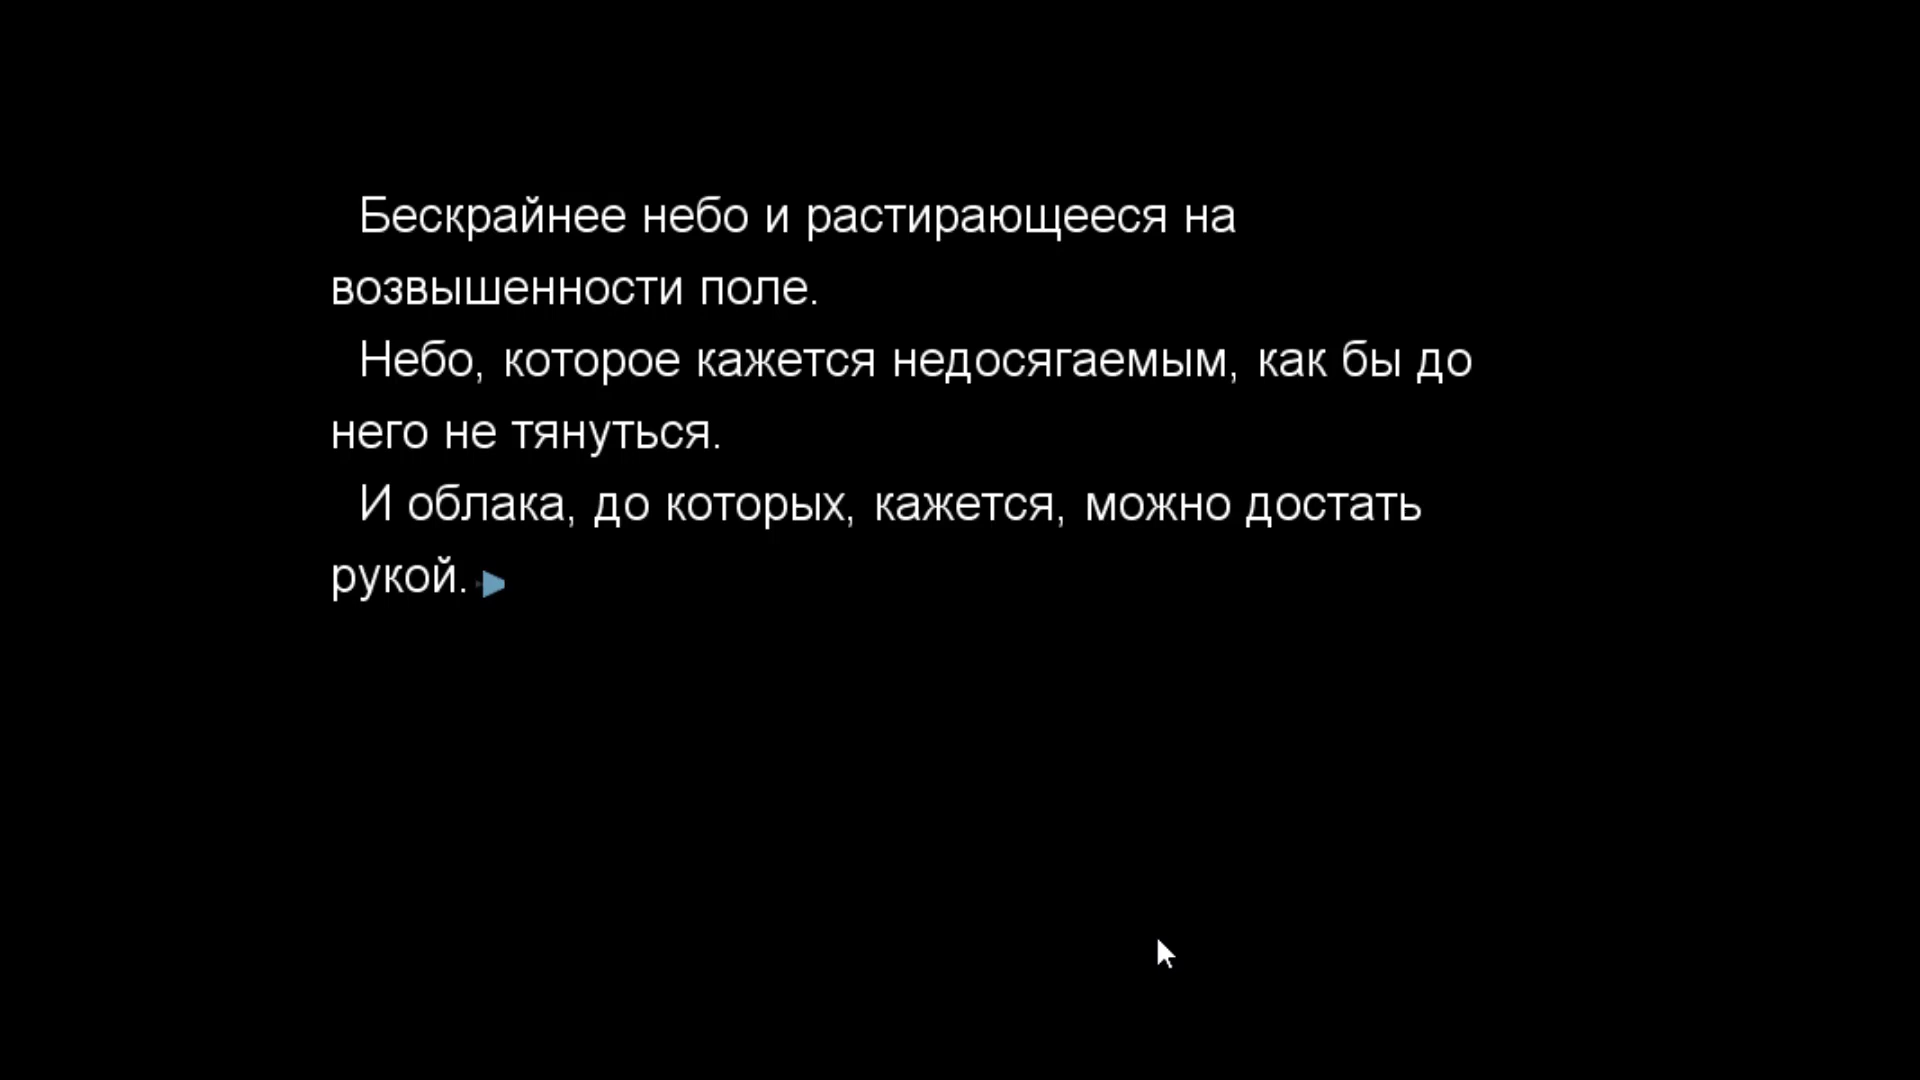 Бескрайнее небо и растирающееся на
возвышенности поле.
Небо, которое кажется недосягаемым, как бы до
него не тянуться.
И облака, до которых, кажется, можно достать
рукой.